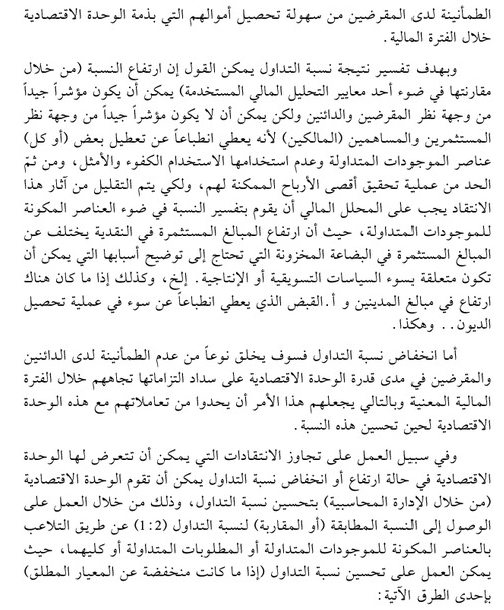 الطمأنينة لدى المقرضين من سهولة تحصيل أموالهم التي بذمة الوحدة الاقتصادية
خلال الفترة المالية.
وبهدف تفسير نتيجة نسبة التداول يمكن القول إن ارتفاع النسبة (من خلال
مقارنتها في ضوء أحد معايير التحليل المالي المستخدمة) يمكن أن يكون مؤشراً جيداً
من وجهة نظر المقرضين والدائنين ولكن يمكن أن لا يكون مؤشراً جيداً من وجهة نظر
المستثمرين والمساهمين (المالكين) لأنه يعطي انطباعاً عن تعطيل بعض (أو كل)
عناصر الموجودات المتداولة وعدم استخدامها الاستخدام الكفوء والأمثل، ومن ثمّ
الحد من عملية تحقيق أقصى الأرباح الممكنة لهم، ولكي يتم التقليل من آثار هذا
الانتقاد يجب على المحلل المالي أن يقوم بتفسير النسبة في ضوء العناصر المكونة
للموجودات المتداولة، حيث أن ارتفاع المبالغ المستثمرة في النقدية يختلف عن
المبالغ المستثمرة في البضاعة المخزونة التي تحتاج إلى توضيح أسبابها التي يمكن أن
تكون متعلقة بسوء السياسات التسويقية أو الإنتاجية. إلخ، وكذلك إذا ما كان هناك
ارتفاع في مبالغ المدينين و أ.القبض الذي يعطي انطباعاً عن سوء في عملية تحصيل
الديون.. وهكذا.
أما انخفاض نسبة التداول فسوف يخلق نوعاً من عدم الطمأنينة لدى الدائنين
والمقرضين في مدى قدرة الوحدة الاقتصادية على سداد التزاماتها تجاههم خلال الفترة
المالية المعنية وبالتالي يجعلهم هذا الأمر أن يحدوا من تعاملاتهم مع هذه الوحدة
الاقتصادية لحين تحسين هذه النسبة.
وفي سبيل العمل على تجاوز الانتقادات التي يمكن أن تتعرض لها الوحدة
الاقتصادية في حالة ارتفاع أو انخفاض نسبة التداول يمكن أن تقوم الوحدة الاقتصادية
(من خلال الإدارة المحاسبية) بتحسين نسبة التداول، وذلك من خلال العمل على
الوصول إلى النسبة المطابقة (أو المقاربة) لنسبة التداول (1:2) عن طريق التلاعب
بالعناصر المكونة للموجودات المتداولة أو المطلوبات المتداولة أو كليهما، حيث
يمكن العمل على تحسين نسبة التداول (إذا ما كانت منخفضة عن المعيار المطلق)
بإحدى الطرق الآتية: